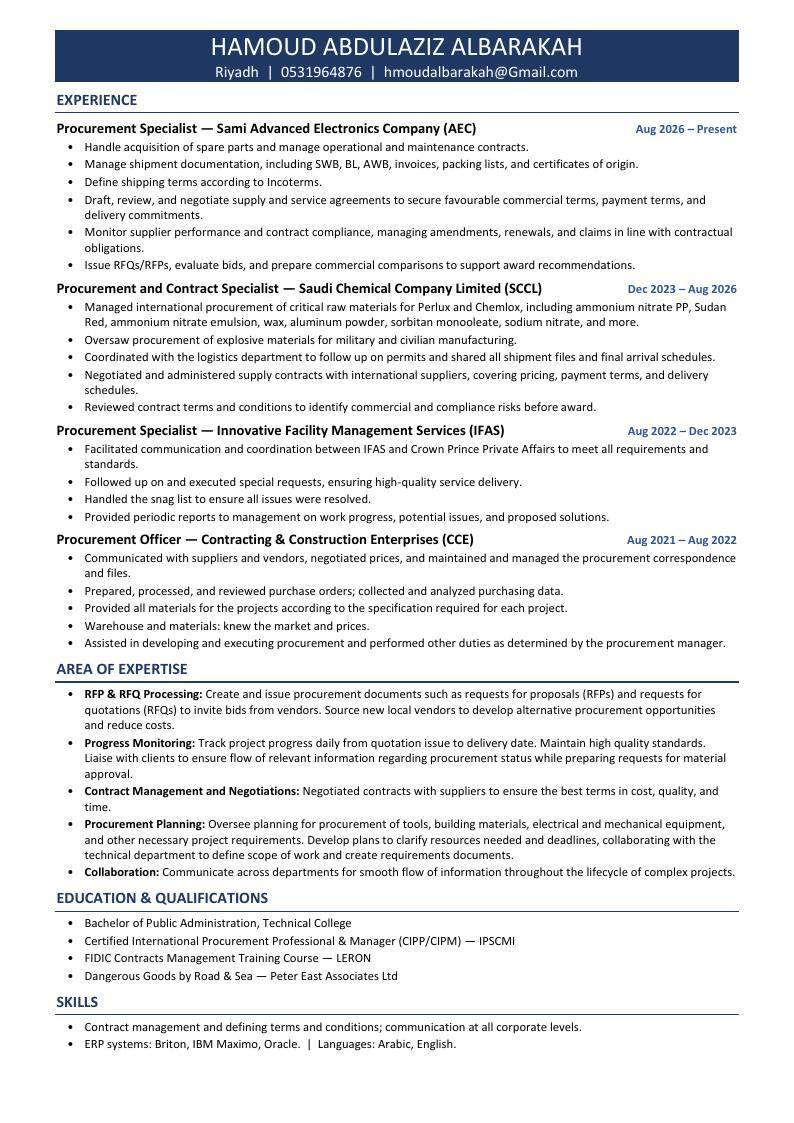 HAMOUD ABDULAZIZ ALBARAKAH
Riyadh | 0531964876 | hmoudalbarakah@Gmail.com
EXPERIENCE
Procurement Specialist — Sami Advanced Electronics Company (AEC) Aug 2026 – Present
• Handle acquisition of spare parts and manage operational and maintenance contracts.
• Manage shipment documentation, including SWB, BL, AWB, invoices, packing lists, and certificates of origin.
• Define shipping terms according to Incoterms.
• Draft, review, and negotiate supply and service agreements to secure favourable commercial terms, payment terms, and
delivery commitments.
• Monitor supplier performance and contract compliance, managing amendments, renewals, and claims in line with contractual
obligations.
• Issue RFQs/RFPs, evaluate bids, and prepare commercial comparisons to support award recommendations.
Procurement and Contract Specialist — Saudi Chemical Company Limited (SCCL) Dec 2023 – Aug 2026
• Managed international procurement of critical raw materials for Perlux and Chemlox, including ammonium nitrate PP, Sudan
Red, ammonium nitrate emulsion, wax, aluminum powder, sorbitan monooleate, sodium nitrate, and more.
• Oversaw procurement of explosive materials for military and civilian manufacturing.
• Coordinated with the logistics department to follow up on permits and shared all shipment files and final arrival schedules.
• Negotiated and administered supply contracts with international suppliers, covering pricing, payment terms, and delivery
schedules.
• Reviewed contract terms and conditions to identify commercial and compliance risks before award.
Procurement Specialist — Innovative Facility Management Services (IFAS) Aug 2022 – Dec 2023
• Facilitated communication and coordination between IFAS and Crown Prince Private Affairs to meet all requirements and
standards.
• Followed up on and executed special requests, ensuring high-quality service delivery.
• Handled the snag list to ensure all issues were resolved.
• Provided periodic reports to management on work progress, potential issues, and proposed solutions.
Procurement Officer — Contracting & Construction Enterprises (CCE) Aug 2021 – Aug 2022
• Communicated with suppliers and vendors, negotiated prices, and maintained and managed the procurement correspondence
and files.
• Prepared, processed, and reviewed purchase orders; collected and analyzed purchasing data.
• Provided all materials for the projects according to the specification required for each project.
• Warehouse and materials: knew the market and prices.
• Assisted in developing and executing procurement and performed other duties as determined by the procurement manager.
AREA OF EXPERTISE
• RFP & RFQ Processing: Create and issue procurement documents such as requests for proposals (RFPs) and requests for
quotations (RFQs) to invite bids from vendors. Source new local vendors to develop alternative procurement opportunities
and reduce costs.
• Progress Monitoring: Track project progress daily from quotation issue to delivery date. Maintain high quality standards.
Liaise with clients to ensure flow of relevant information regarding procurement status while preparing requests for material
approval.
• Contract Management and Negotiations: Negotiated contracts with suppliers to ensure the best terms in cost, quality, and
time.
• Procurement Planning: Oversee planning for procurement of tools, building materials, electrical and mechanical equipment,
and other necessary project requirements. Develop plans to clarify resources needed and deadlines, collaborating with the
technical department to define scope of work and create requirements documents.
• Collaboration: Communicate across departments for smooth flow of information throughout the lifecycle of complex projects.
EDUCATION & QUALIFICATIONS
• Bachelor of Public Administration, Technical College
• Certified International Procurement Professional & Manager (CIPP/CIPM) — IPSCMI
• FIDIC Contracts Management Training Course — LERON
• Dangerous Goods by Road & Sea — Peter East Associates Ltd
SKILLS
• Contract management and defining terms and conditions; communication at all corporate levels.
• ERP systems: Briton, IBM Maximo, Oracle. | Languages: Arabic, English.